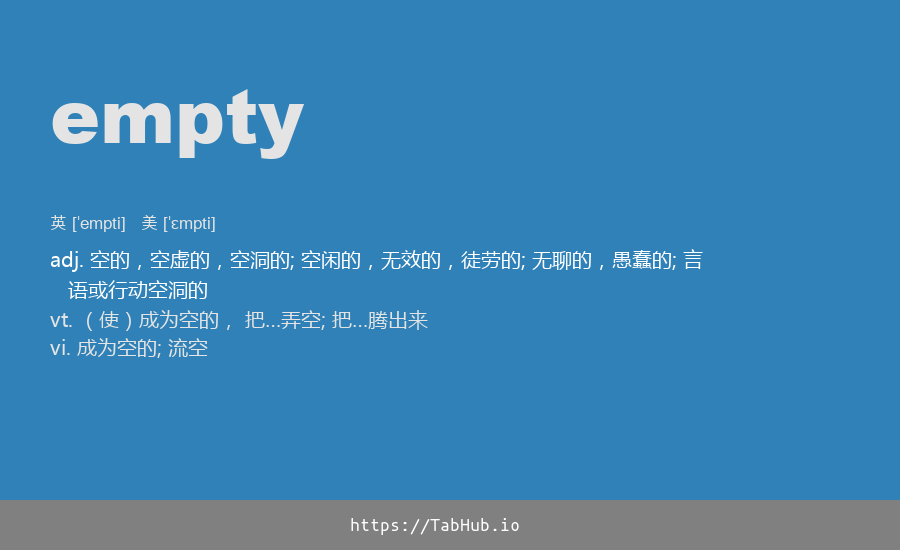 empty
英 ['empti] 美 ['ɛmpti]
adj. 空的，空虚的，空洞的; 空闲的，无效的，徒劳的; 无聊的，愚蠢的; 言
语或行动空洞的
vt. （使）成为空的， 把…弄空; 把…腾出来
vi. 成为空的; 流空
https://TabHub.io